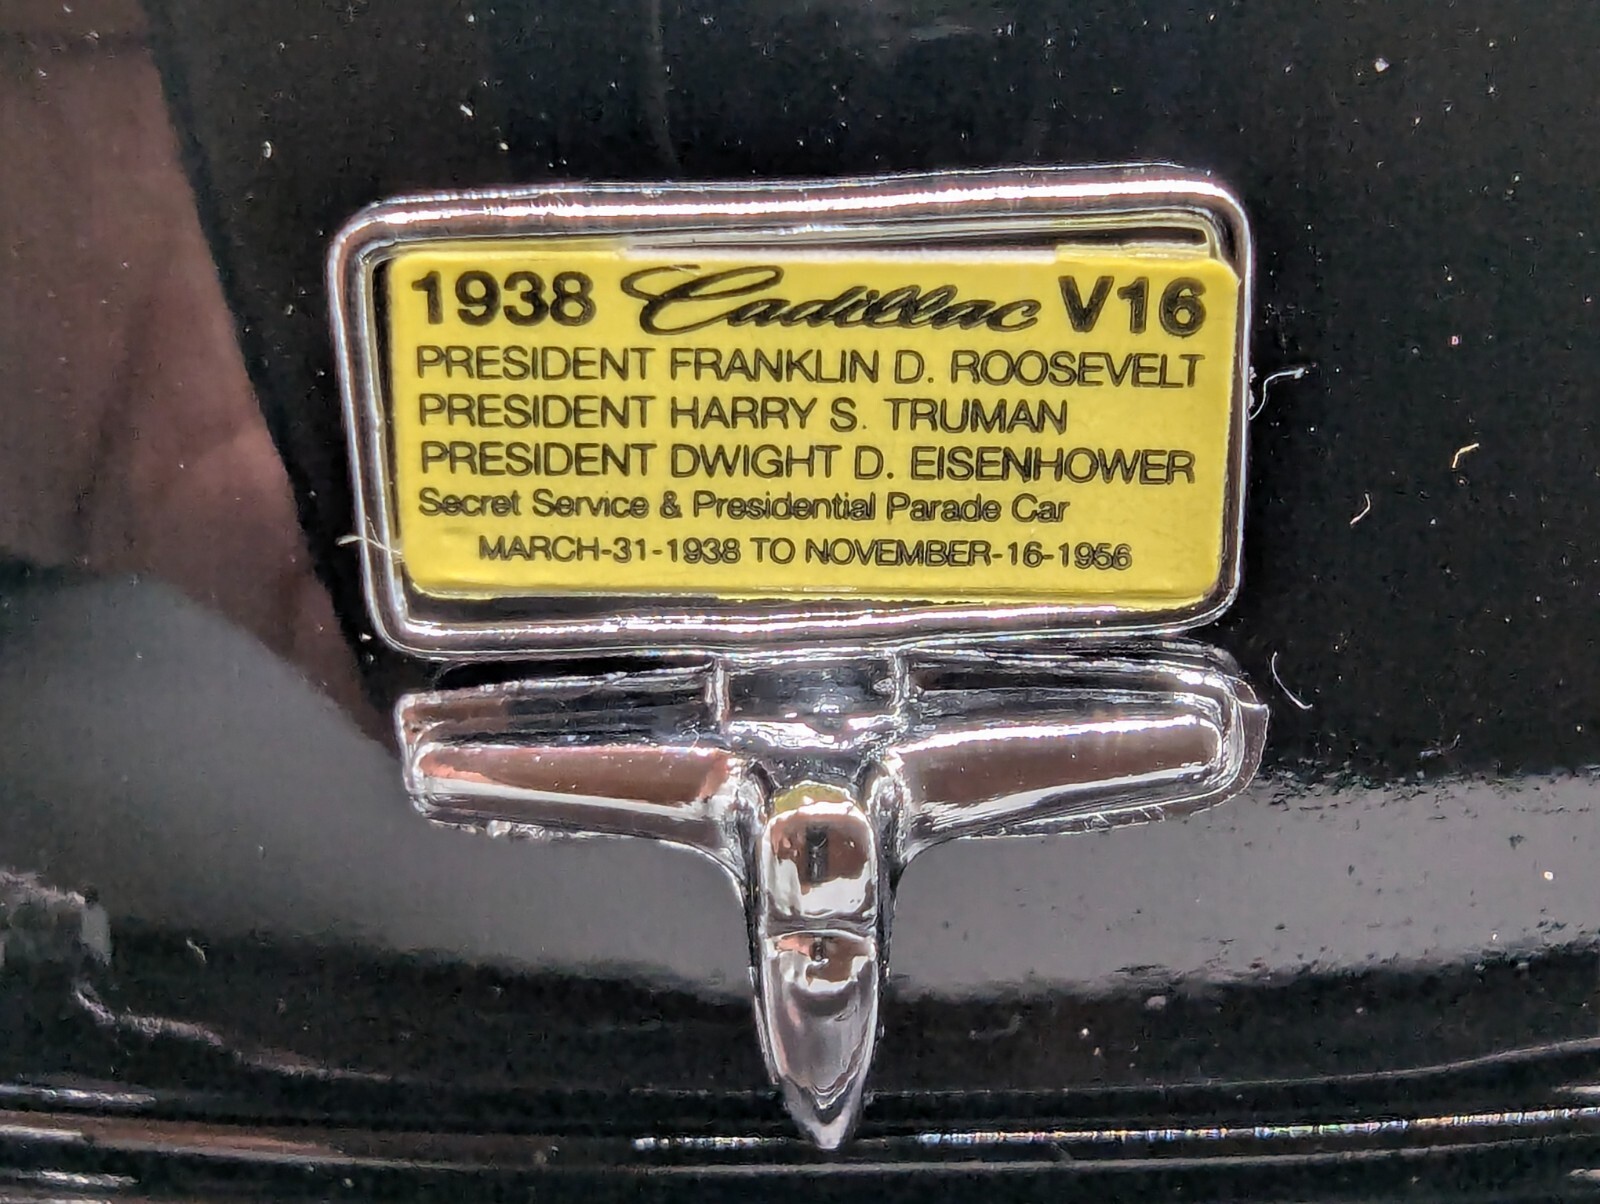 1938 Cadillac V16
PRESIDENT FRANKLIN D. ROOSEVELT
PRESIDENT HARRY S. TRUMAN
PRESIDENT DWIGHT D. EISENHOWER
Secret Service & Presidential Parade Car
MARCH-31-1938 TO NOVEMBER-16-1956